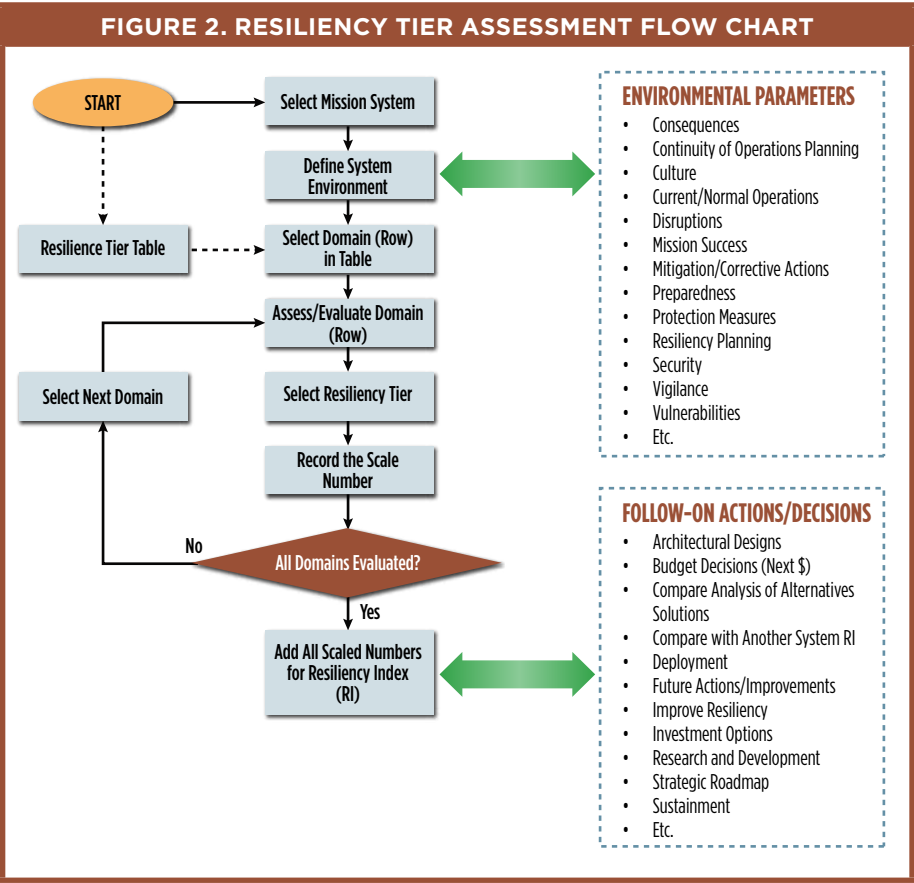 FIGURE 2. RESILIENCY TIER ASSESSMENT FLOW CHART
START
Select Mission System
Define System
Environment
Resilience Tier Table
Select Domain (Row)
in Table
Assess/Evaluate Domain
(Row)
Select Next Domain
Select Resiliency Tier
Record the Scale
Number
No
All Domains Evaluated?
Yes
Add All Scaled Numbers
for Resiliency Index
(RI)
ENVIRONMENTAL PARAMETERS
• Consequences
• Continuity of Operations Planning
• Culture
• Current/Normal Operations
• Disruptions
• Mission Success
• Mitigation/Corrective Actions
• Preparedness
• Protection Measures
• Resiliency Planning
• Security
• Vigilance
• Vulnerabilities
• Etc.
FOLLOW-ON ACTIONS/DECISIONS
• Architectural Designs
• Budget Decisions (Next $)
• Compare Analysis of Alternatives
Solutions
• Compare with Another System RI
• Deployment
• Future Actions/Improvements
• Improve Resiliency
• Investment Options
• Research and Development
• Strategic Roadmap
• Sustainment
• Etc.